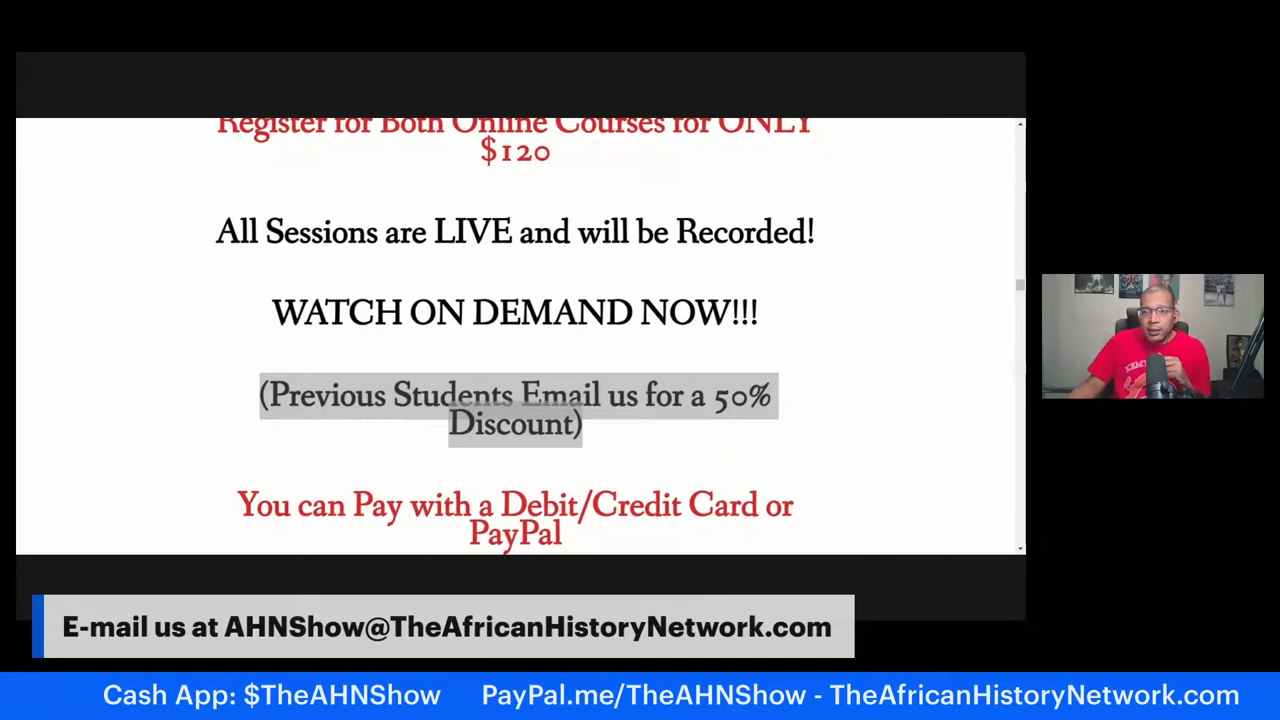 Register for Both Online Courses for ONLY
$120
All Sessions are LIVE and will be Recorded!
WATCH ON DEMAND NOW!!!
(Previous Students Email us for a 50%
Discount)
You can Pay with a Debit/Credit Card or
PayPal
E-mail us at AHNShow@TheAfricanHistoryNetwork.com
Cash App: $TheAHNShow PayPal.me/TheAHNShow - TheAfricanHistoryNetwork.com